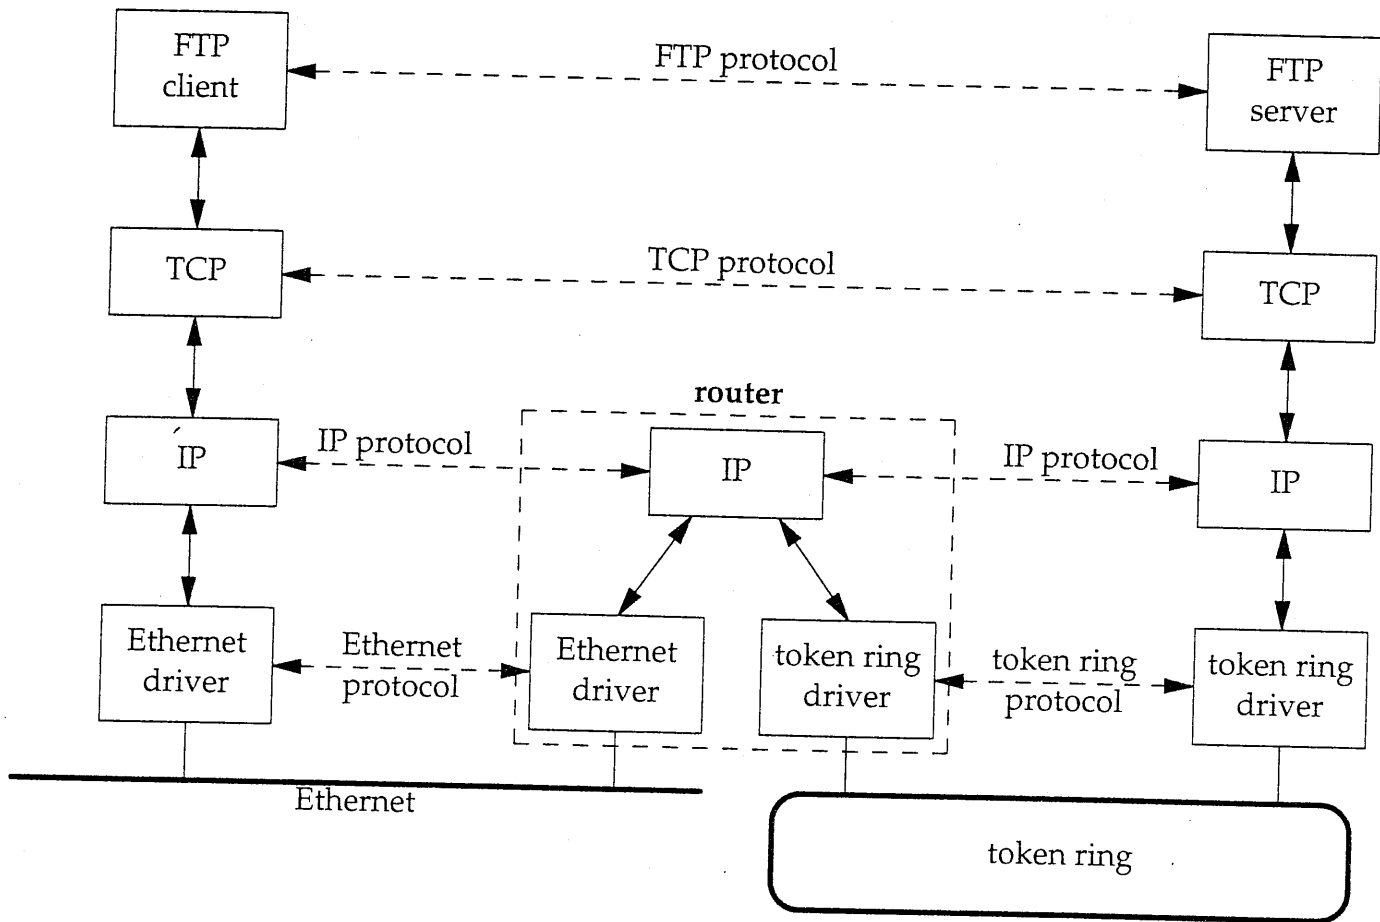 FTP
client
FTP protocol
FTP
server
TCP
TCP protocol
TCP
router
IP
IP protocol
IP
IP protocol
IP
Ethernet
driver
Ethernet
protocol
Ethernet
driver
token ring
driver
token ring
protocol
token ring
driver
Ethernet
token ring